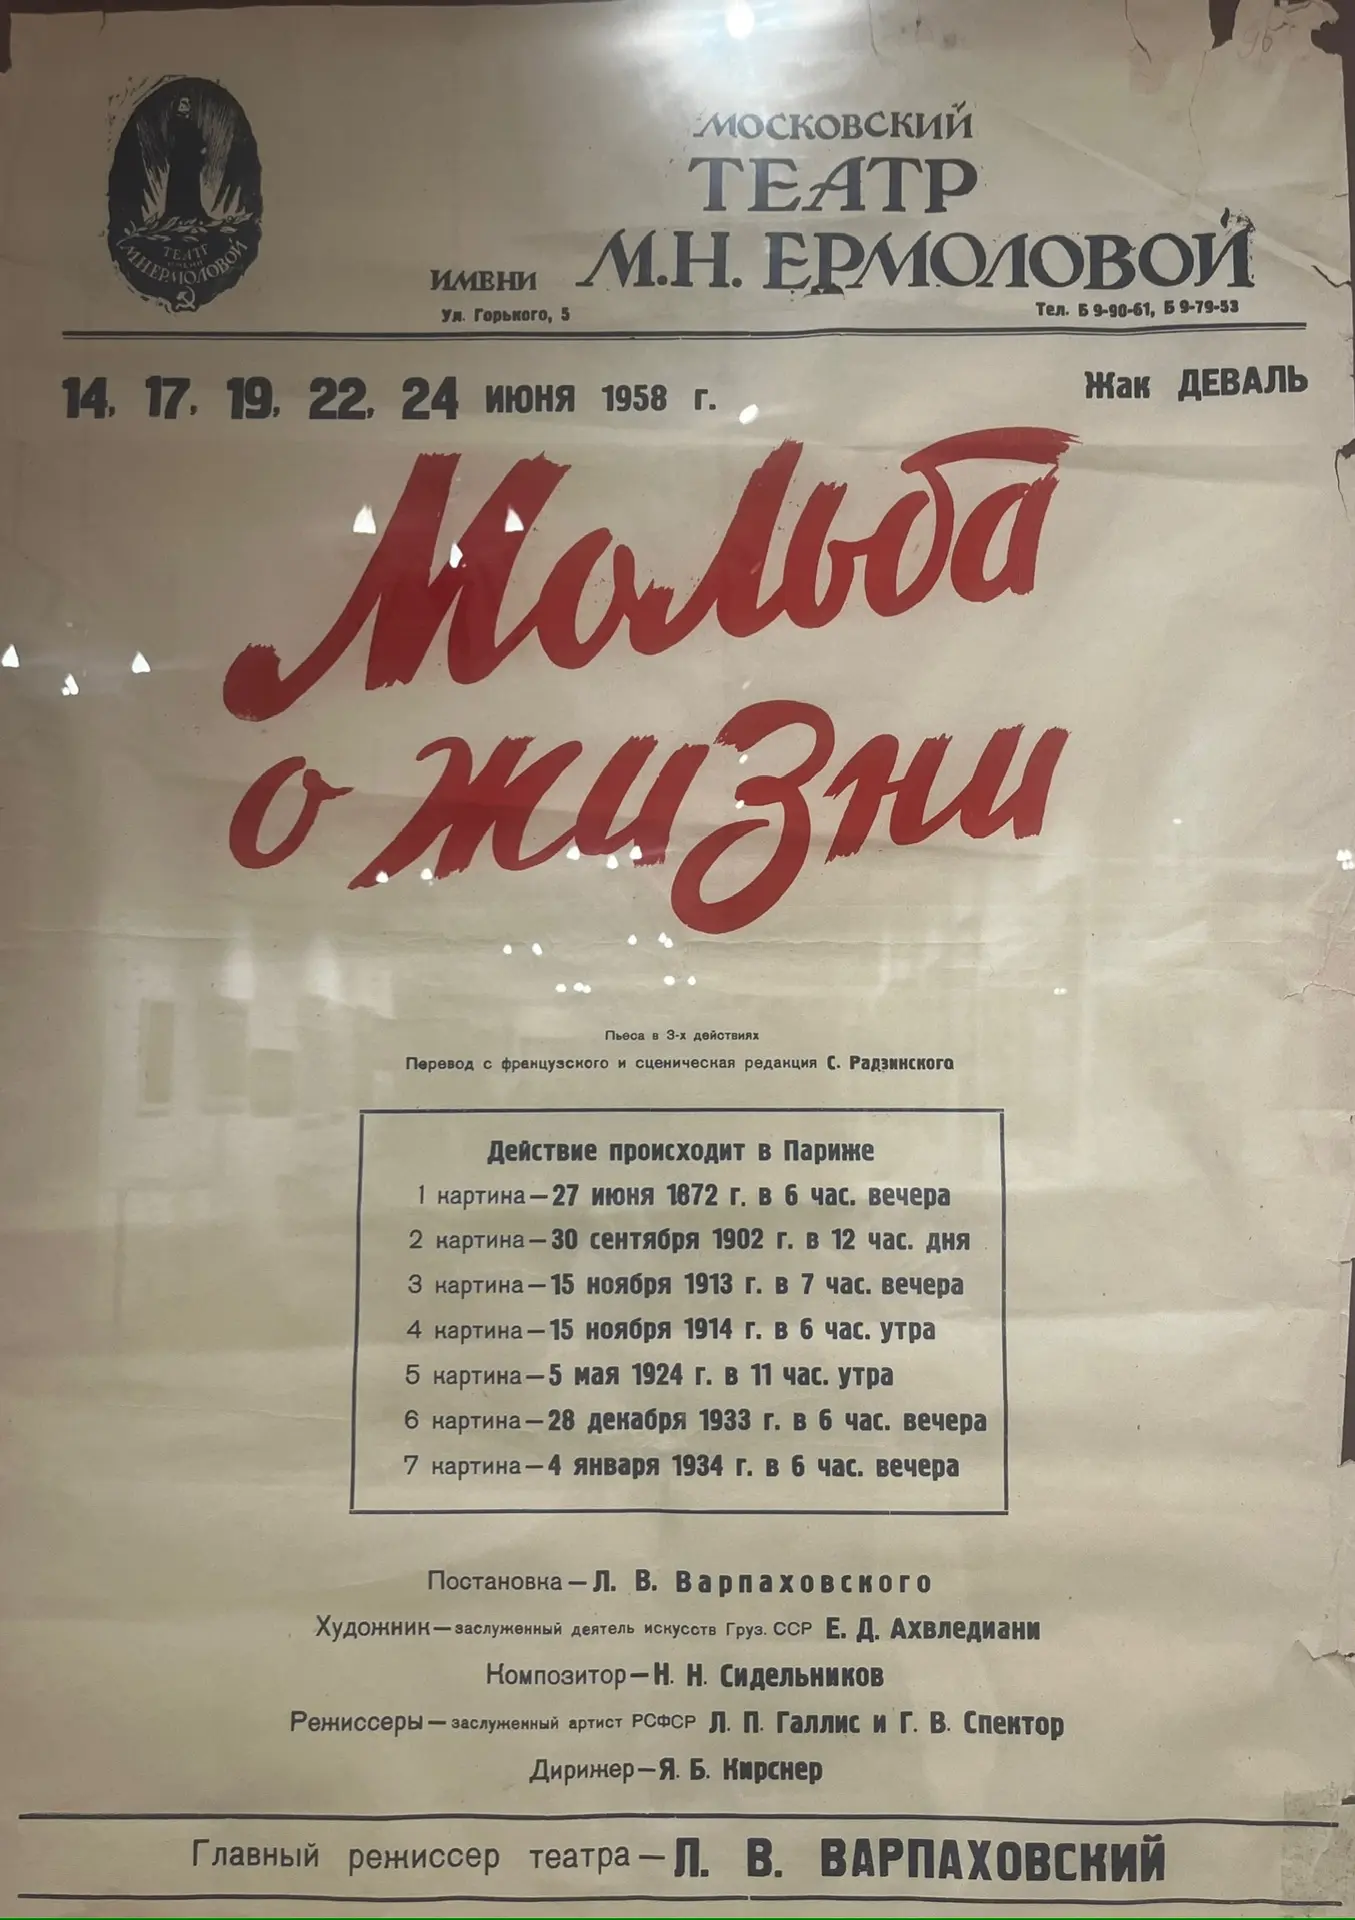 МОСКОВСКИЙ
ТЕАТР
ИМЕНИ М.Н. ЕРМОЛОВОЙ
Ул. Горького, 5
Тел. Б 9-90-61, Б 9-79-53
ТЕАТР
ИМЕНИ
М.Н.ЕРМОЛОВОЙ
14, 17, 19, 22, 24 ИЮНЯ 1958 г.
Жак ДЕВАЛЬ
Мольба
о жизни
Пьеса в 3-х действиях
Перевод с французского и сценическая редакция С. Радзинского
Действие происходит в Париже
1 картина—27 июня 1872 г. в 6 час. вечера
2 картина—30 сентября 1902 г. в 12 час. дня
3 картина—15 ноября 1913 г. в 7 час. вечера
4 картина—15 ноября 1914 г. в 6 час. утра
5 картина—5 мая 1924 г. в 11 час. утра
6 картина—28 декабря 1933 г. в 6 час. вечера
7 картина—4 января 1934 г. в 6 час. вечера
Постановка—Л. В. Варпаховского
Художник—заслуженный деятель искусств Груз. ССР Е. Д. Ахвледиани
Композитор—Н. Н. Сидельников
Режиссеры—заслуженный артист РСФСР Л. П. Галлис и Г. В. Спектор
Дирижер—Я. Б. Кирснер
Главный режиссер театра—Л. В. ВАРПАХОВСКИЙ